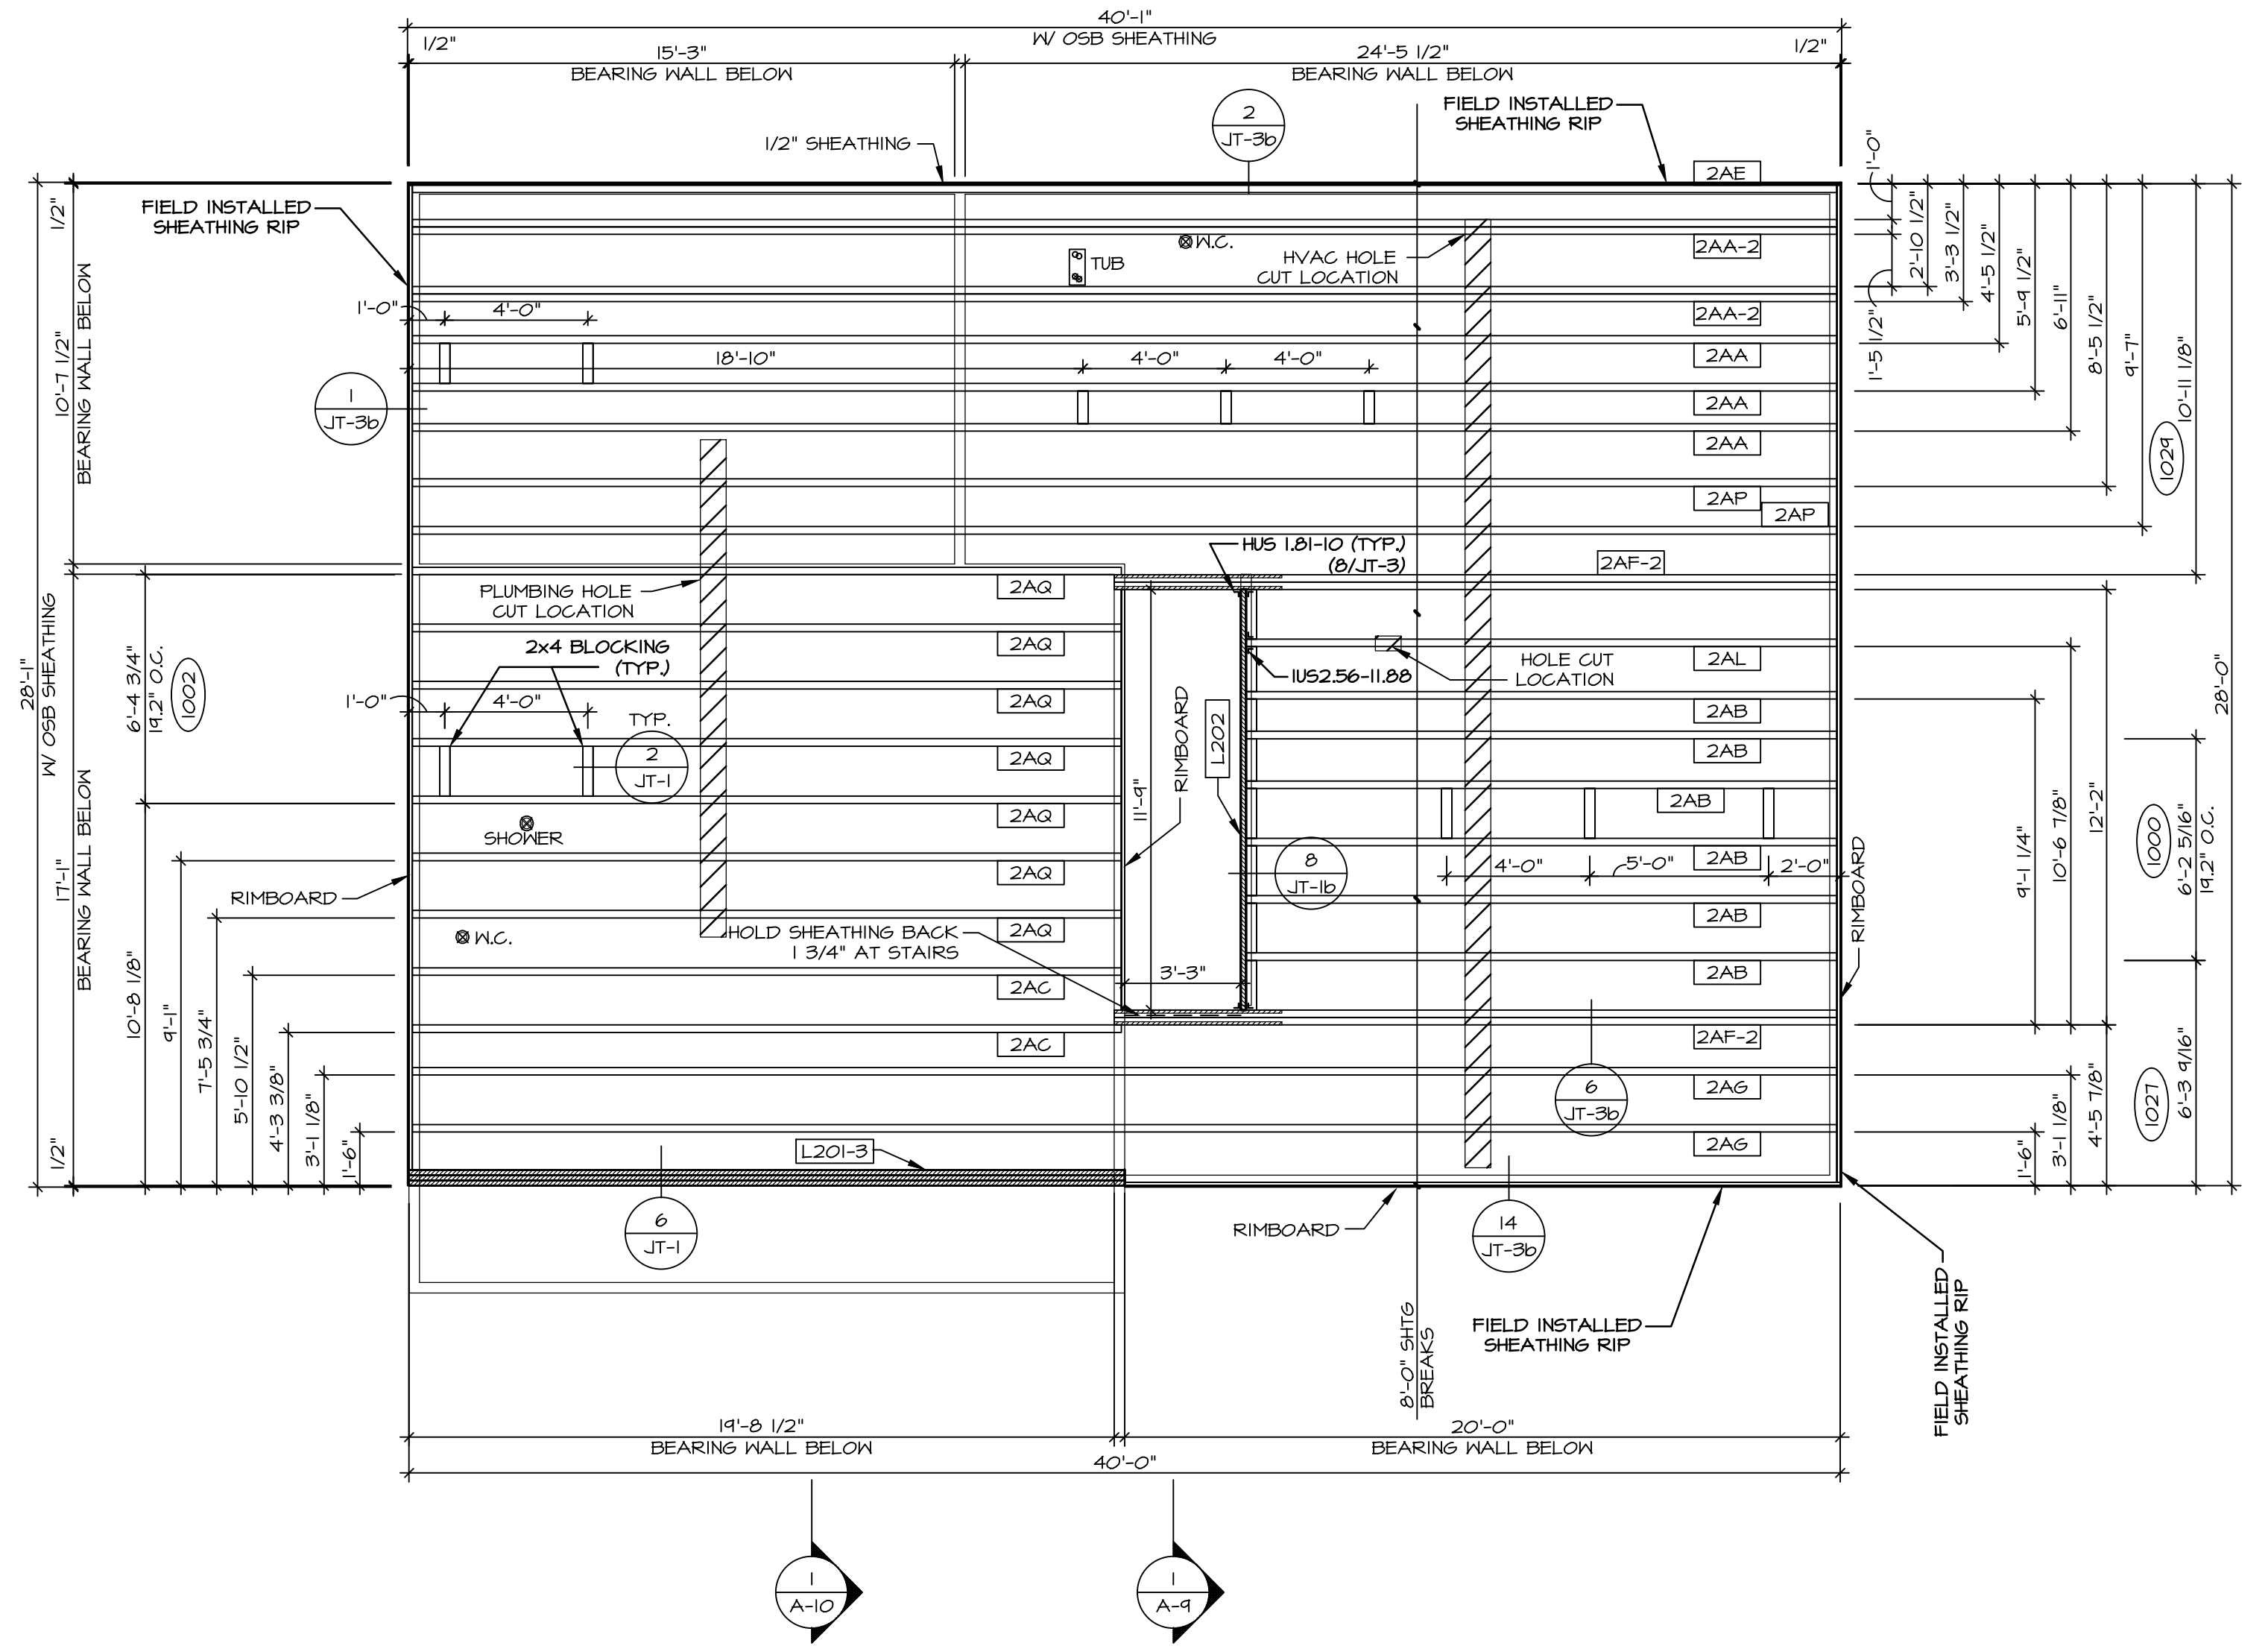 40'-1"
W/ OSB SHEATHING
1/2"
15'-3"
BEARING WALL BELOW
24'-5 1/2"
BEARING WALL BELOW
1/2"
2
JT-3b
FIELD INSTALLED
SHEATHING RIP
1/2" SHEATHING
2AE
FIELD INSTALLED
SHEATHING RIP
W.C.
TUB
HVAC HOLE
CUT LOCATION
2AA-2
2AA-2
1'-0"
4'-0"
18'-10"
4'-0"
4'-0"
2AA
2AA
2AA
1
JT-3b
2AP
2AP
HUS 1.81-10 (TYP.)
(8/JT-3)
2AF-2
PLUMBING HOLE
CUT LOCATION
2x4 BLOCKING
(TYP.)
2AQ
2AQ
2AQ
2AQ
2AQ
2AQ
2AQ
2AC
2AC
1'-0"
4'-0"
TYP.
2
JT-1
SHOWER
RIMBOARD
W.C.
HOLD SHEATHING BACK
1 3/4" AT STAIRS
11'-9"
RIMBOARD
L202
3'-3"
IUS2.56-11.88
HOLE CUT
LOCATION
2AL
2AB
2AB
2AB
2AB
2AB
2AB
8
JT-1b
4'-0"
5'-0"
2'-0"
RIMBOARD
2AF-2
2AG
2AG
6
JT-3b
L201-3
6
JT-1
RIMBOARD
14
JT-3b
FIELD INSTALLED
SHEATHING RIP
FIELD INSTALLED
SHEATHING RIP
8'-0" SHTG
BREAKS
28'-1"
W/ OSB SHEATHING
1/2"
10'-7 1/2"
BEARING WALL BELOW
17'-1"
BEARING WALL BELOW
1/2"
6'-4 3/4"
19.2" O.C.
1002
10'-8 1/8"
9'-1"
7'-5 3/4"
5'-10 1/2"
4'-3 3/8"
3'-1 1/8"
1'-6"
1'-0"
1'-5 1/2"
2'-10 1/2"
3'-3 1/2"
4'-5 1/2"
5'-9 1/2"
6'-11"
8'-5 1/2"
9'-7"
1029
10'-11 1/8"
28'-0"
9'-1 1/4"
10'-6 7/8"
12'-2"
1000
6'-2 5/16"
19.2" O.C.
1'-6"
3'-1 1/8"
4'-5 7/8"
1027
6'-3 9/16"
19'-8 1/2"
BEARING WALL BELOW
20'-0"
BEARING WALL BELOW
40'-0"
1
A-10
1
A-9